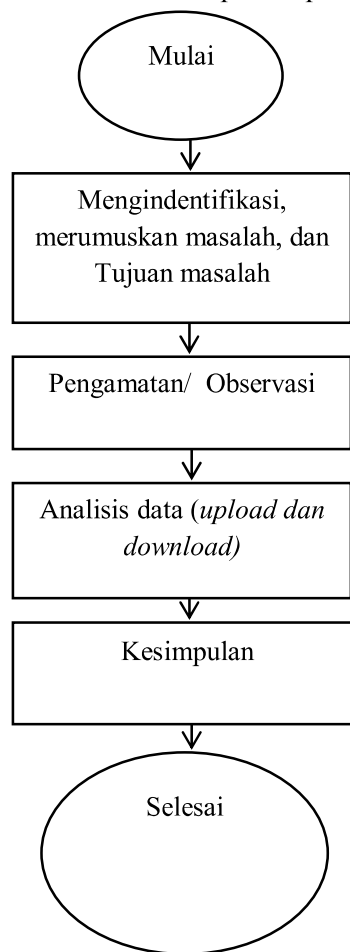 Mulai
Mengindentifikasi,
merumuskan masalah, dan
Tujuan masalah
Pengamatan/ Observasi
Analisis data (upload dan
download)
Kesimpulan
Selesai